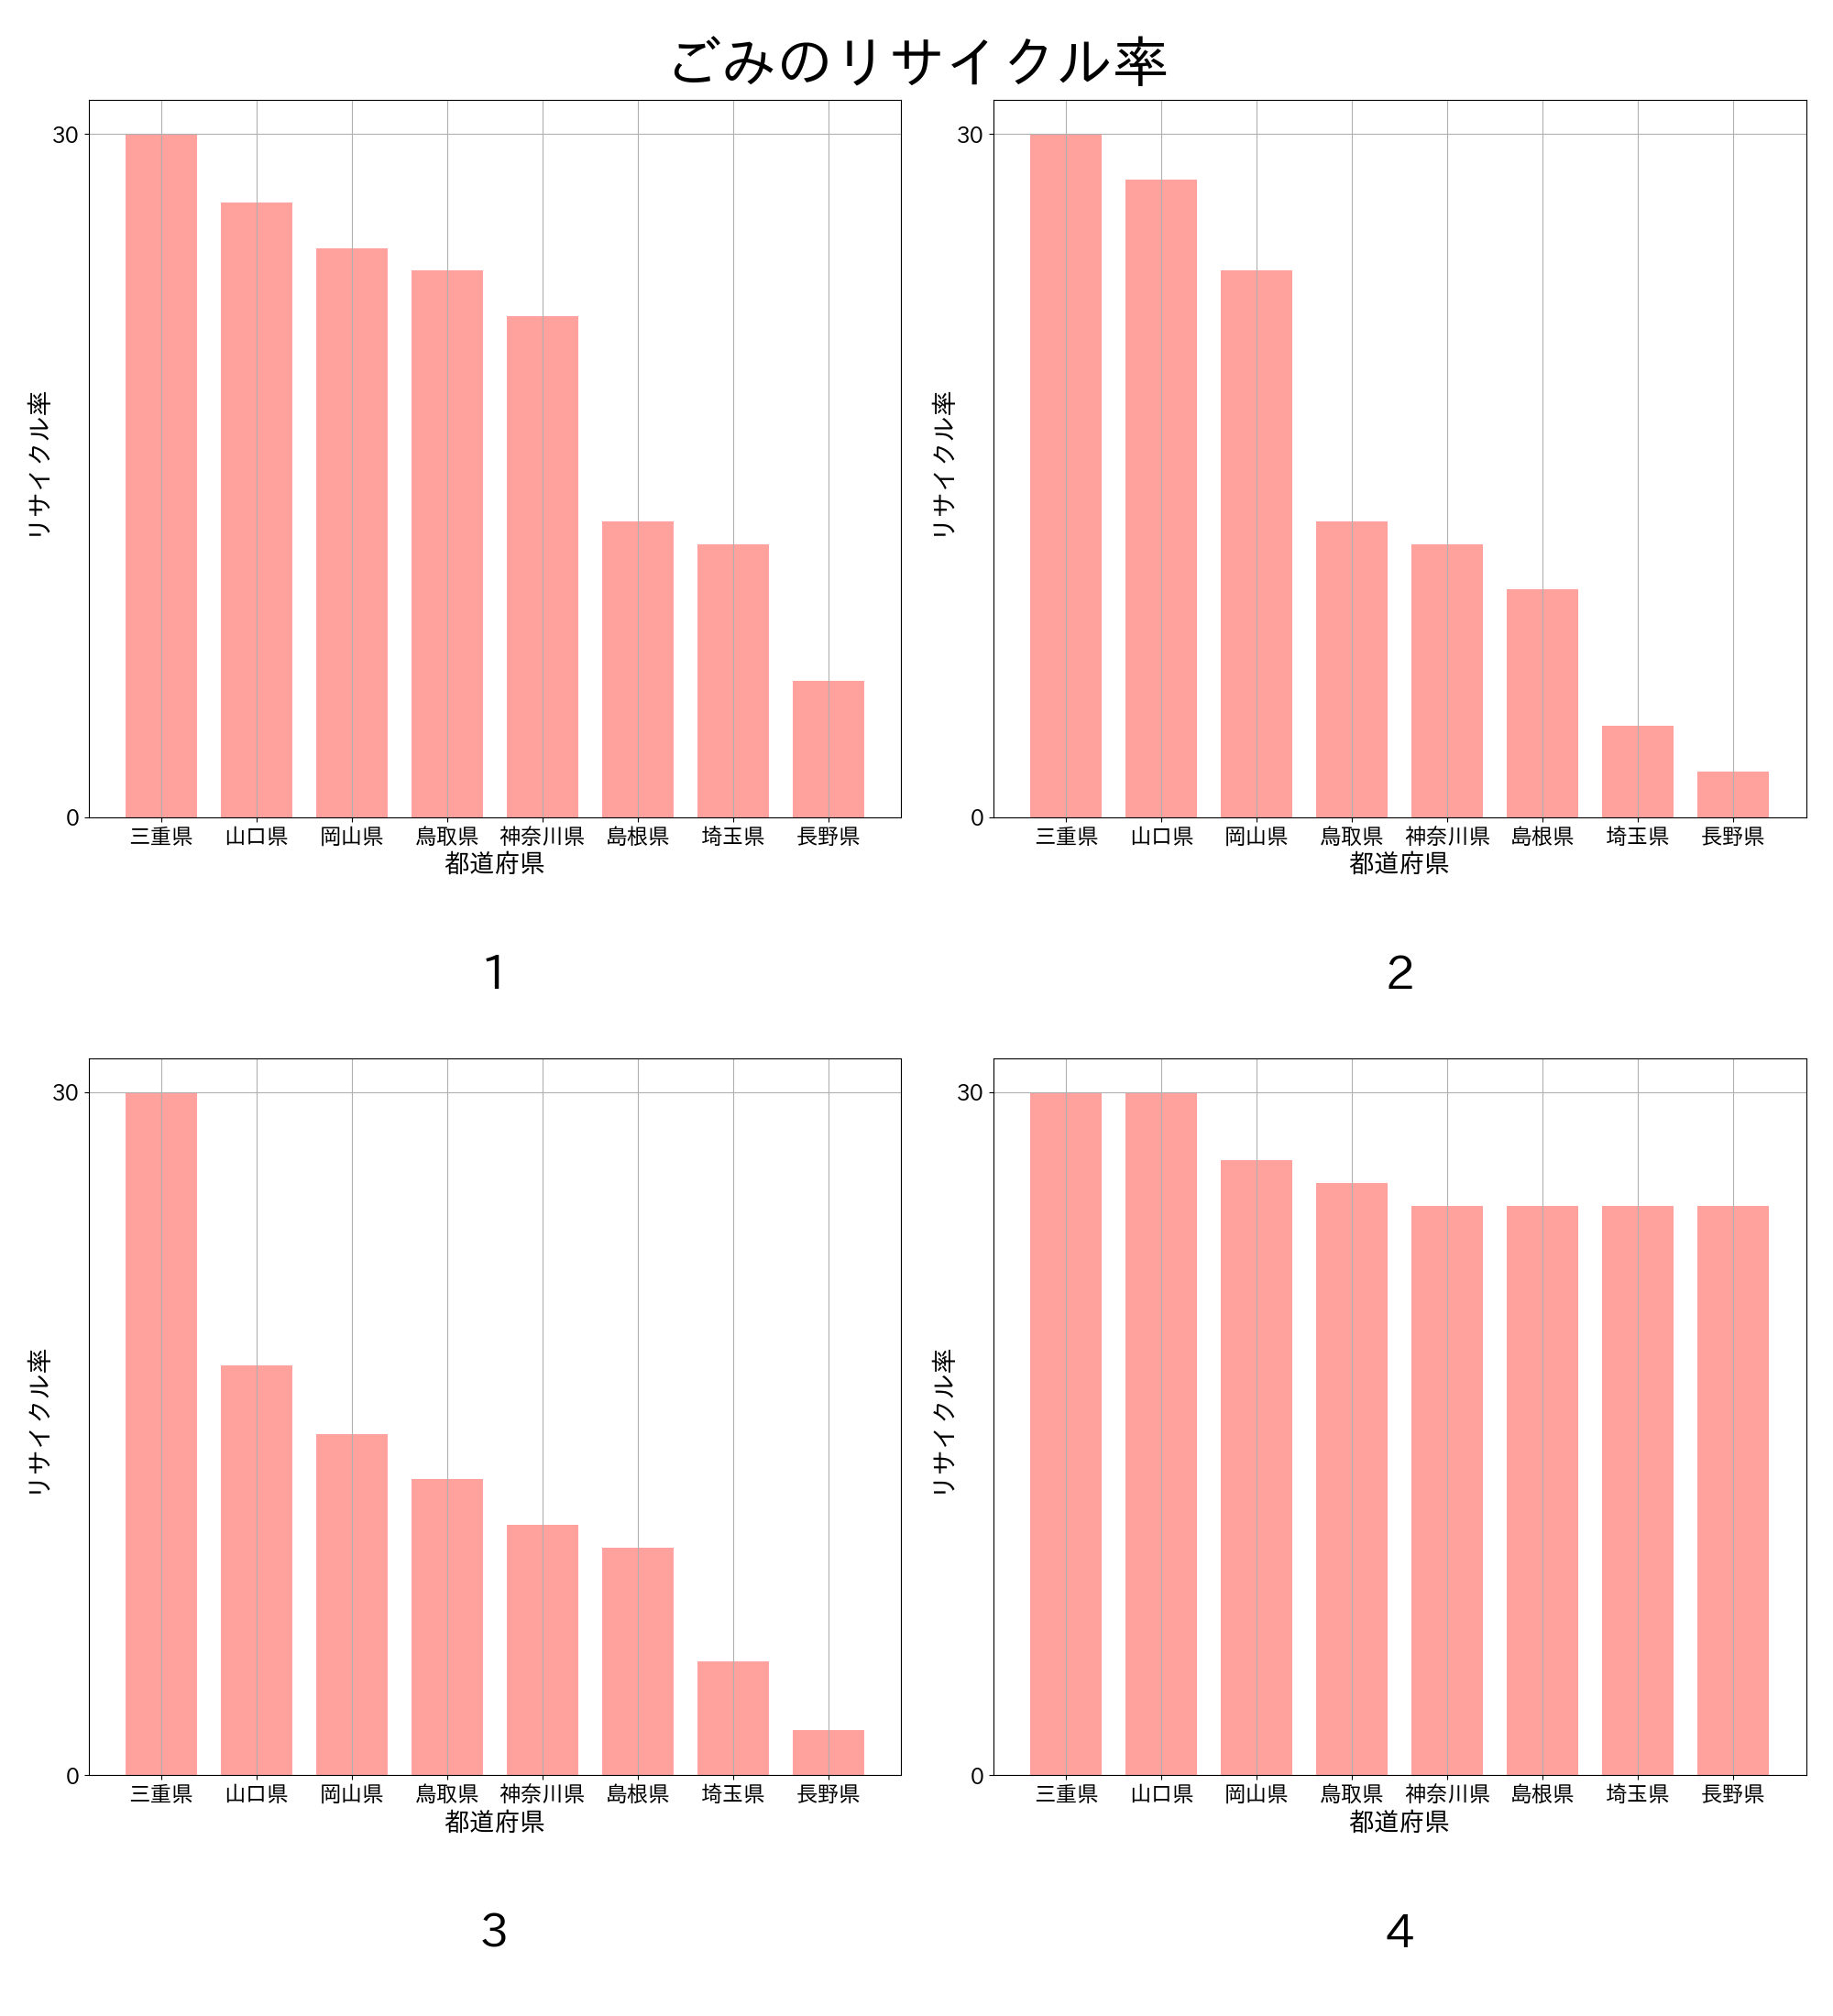 ごみのリサイクル率
30
0
リサイクル率
三重県 山口県 岡山県 鳥取県 神奈川県 島根県 埼玉県 長野県
都道府県
1
30
0
リサイクル率
三重県 山口県 岡山県 鳥取県 神奈川県 島根県 埼玉県 長野県
都道府県
2
30
0
リサイクル率
三重県 山口県 岡山県 鳥取県 神奈川県 島根県 埼玉県 長野県
都道府県
3
30
0
リサイクル率
三重県 山口県 岡山県 鳥取県 神奈川県 島根県 埼玉県 長野県
都道府県
4